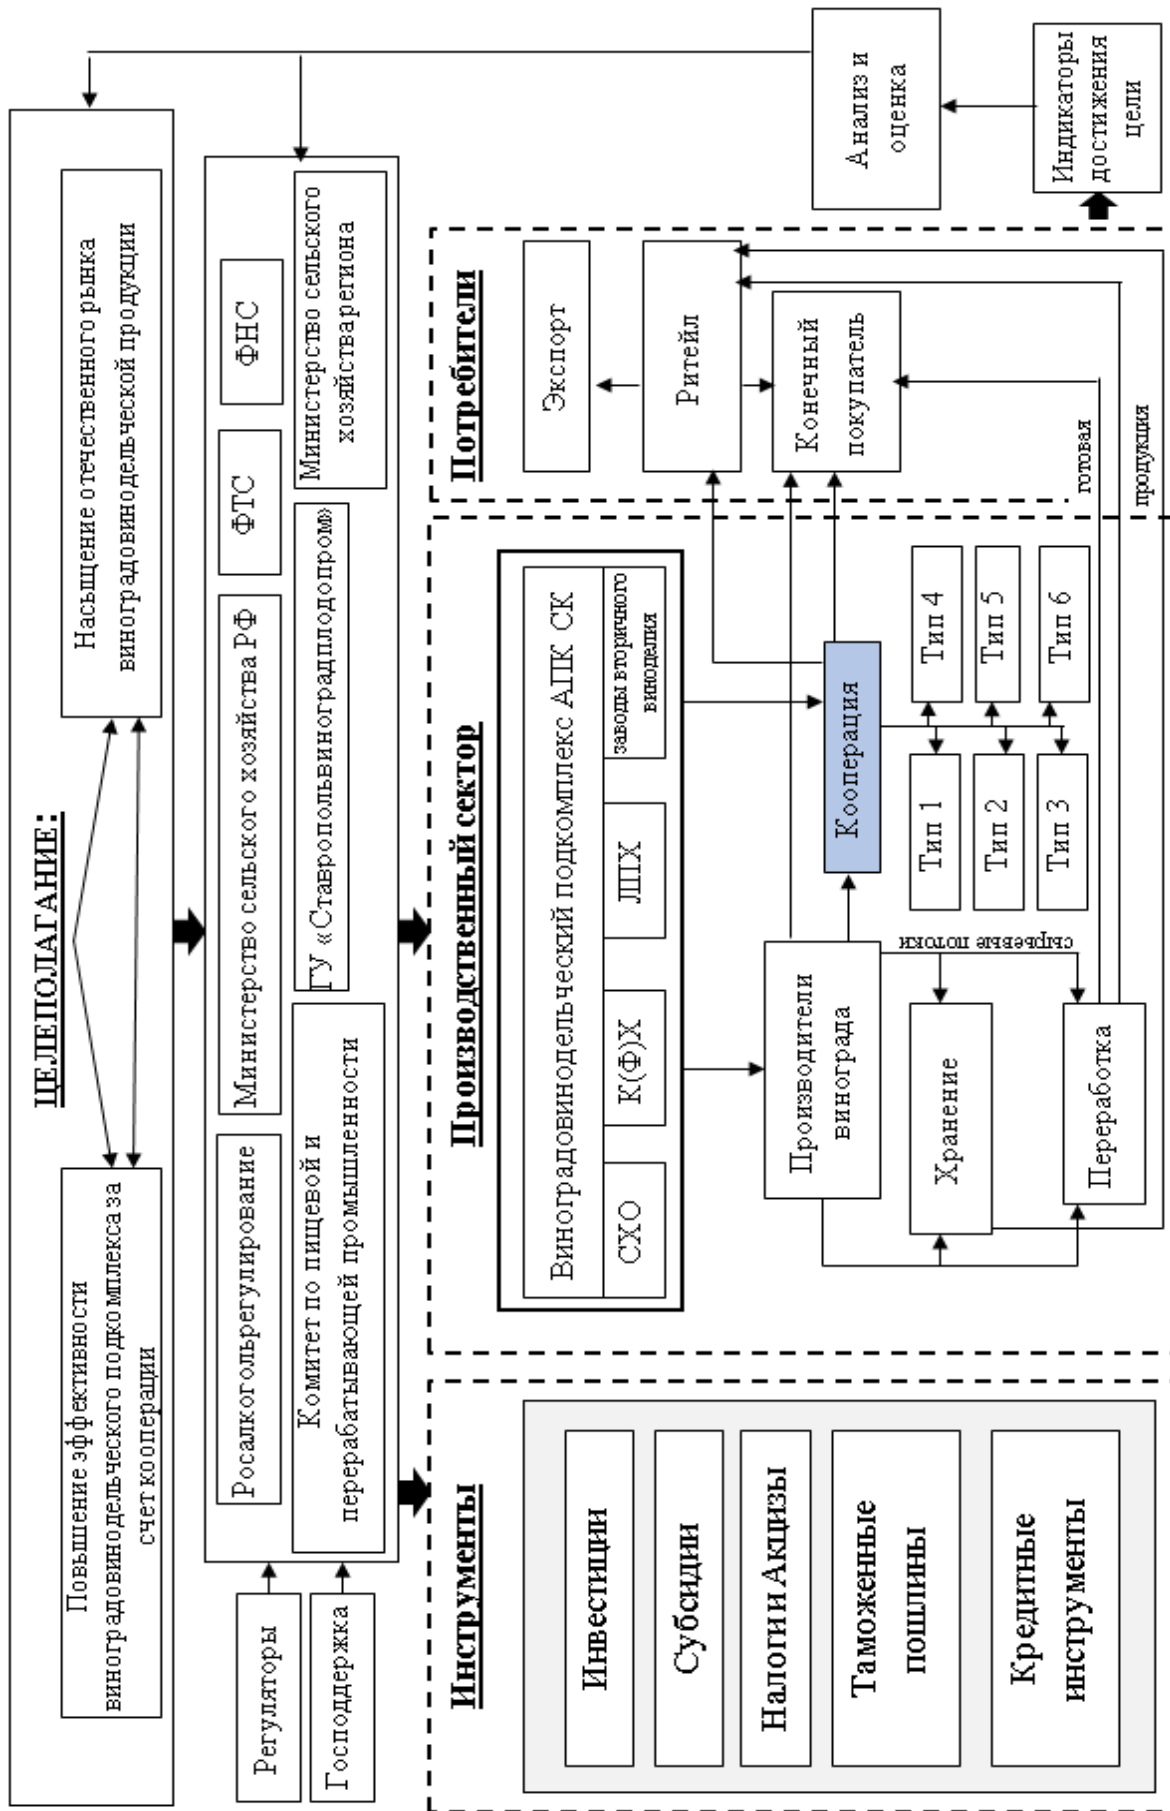 ЦЕЛЕПОЛАГАНИЕ:
Повышение эффективности
виноградовинодельческого подкомплекса за
счет кооперации
Насыщение отечественного рынка
виноградовинодельческой продукции
Регуляторы
Господдержка
Росалкогольрегулирование
Министерство сельского хозяйства РФ
ФТС
ФНС
Комитет по пищевой и
перерабатывающей промышленности
ГУ «Ставропольвиноградплодопром»
Министерство сельского
хозяйства региона
Инструменты
Инвестиции
Субсидии
Налоги и Акцизы
Таможенные
пошлины
Кредитные
инструменты
Производственный сектор
Виноградовинодельческий подкомплекс АПК СК
СХО
К(Ф)Х
ЛПХ
заводы вторичного
виноделия
Производители
винограда
Кооперация
сырьевые потоки
Хранение
Переработка
Тип 1
Тип 4
Тип 2
Тип 5
Тип 3
Тип 6
Потребители
Экспорт
Ритейл
Конечный
покупатель
готовая
продукция
Анализ и
оценка
Индикаторы
достижения
цели